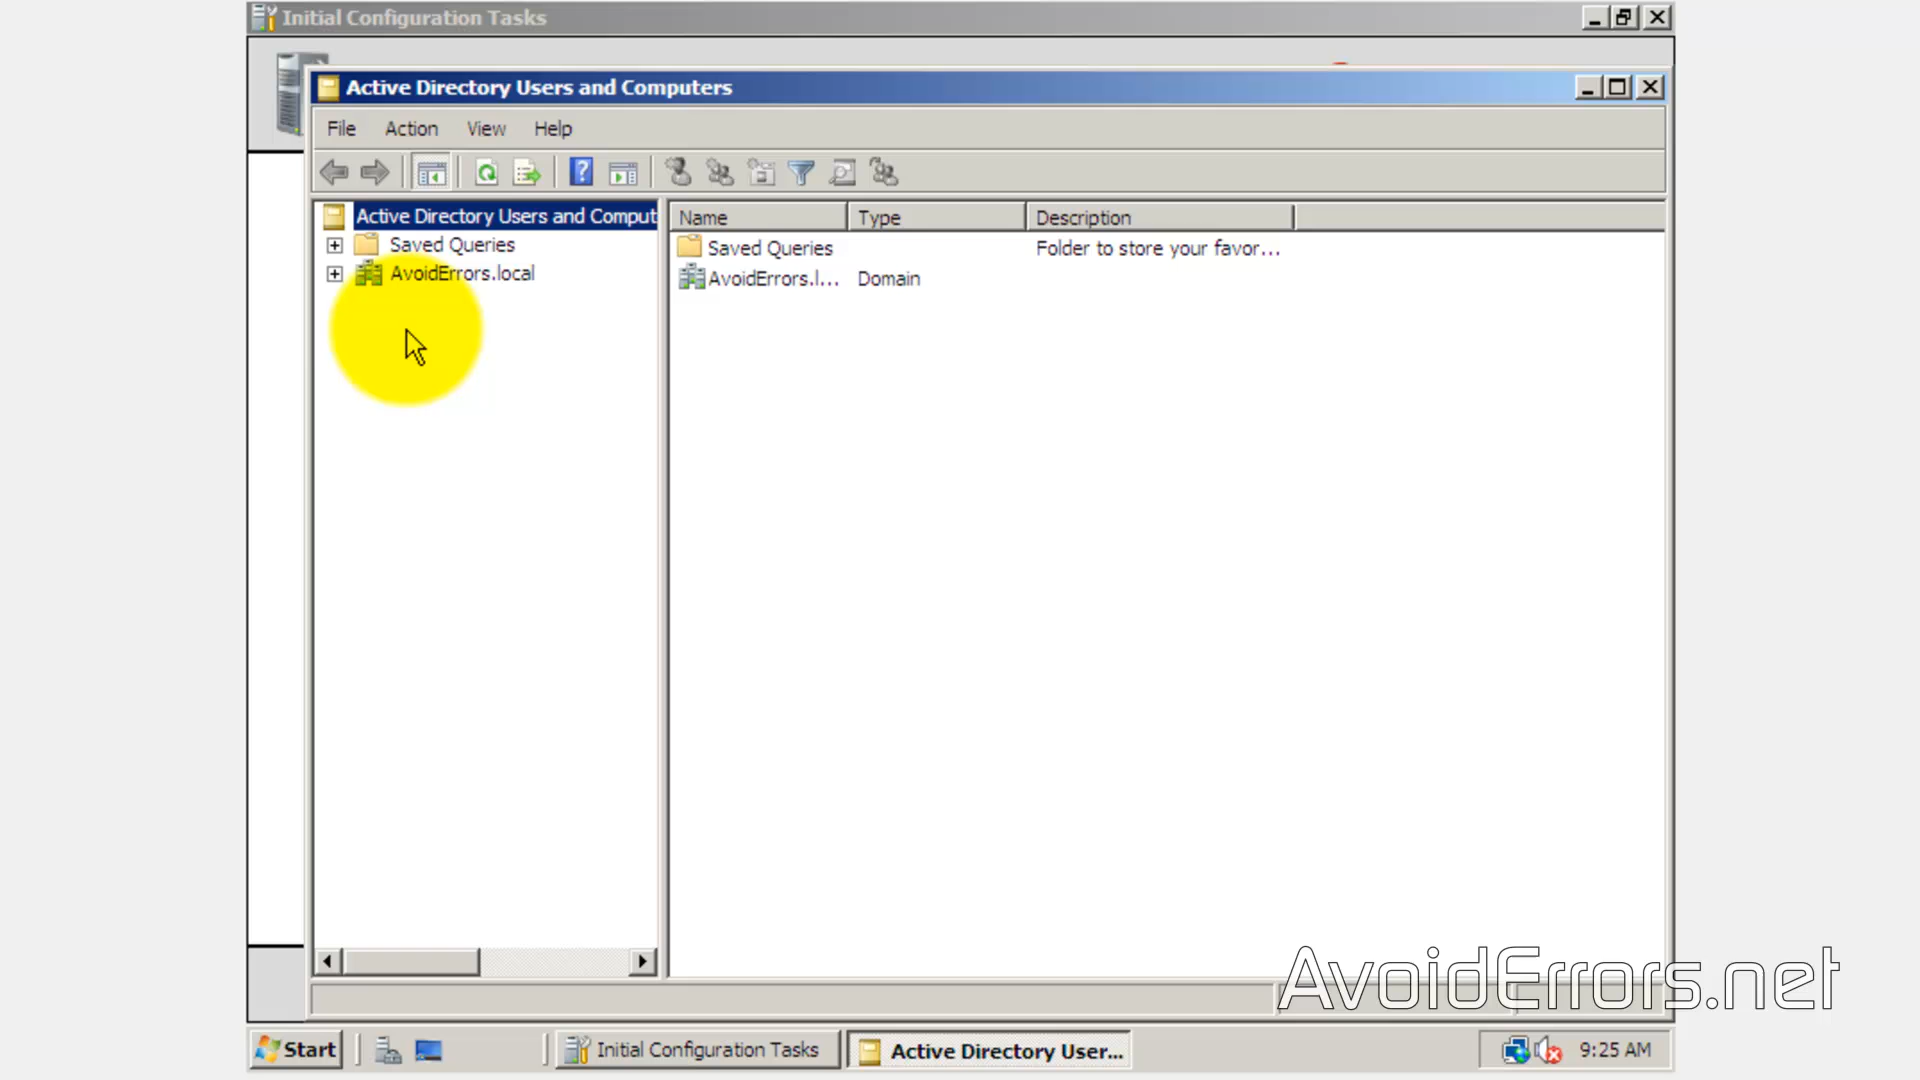 Initial Configuration Tasks
Active Directory Users and Computers
File Action View Help
Active Directory Users and Comput
Saved Queries
AvoidErrors.local
Name Type Description
Saved Queries Folder to store your favor...
AvoidErrors.l... Domain
AvoidErrors.net
Start Initial Configuration Tasks Active Directory User... 9:25 AM